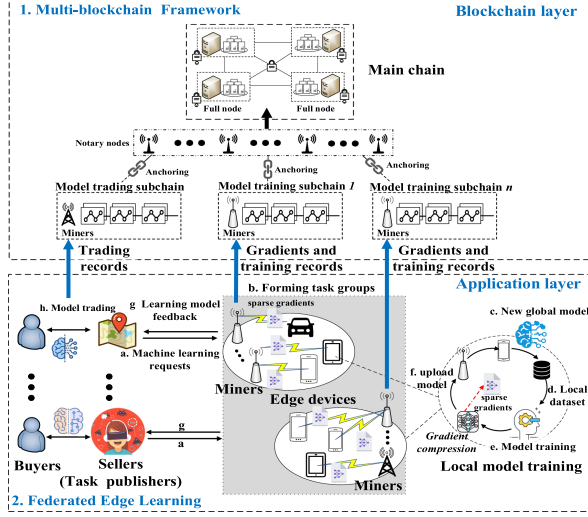 1. Multi-blockchain Framework
Blockchain layer
Main chain
Full node
Full node
Notary nodes
Anchoring
Anchoring
Anchoring
Model trading subchain
Model training subchain 1
Model training subchain n
Miners
Miners
Miners
Trading
records
Gradients and
training records
Gradients and
training records
Application layer
b. Forming task groups
h. Model trading
g
Learning model
feedback
sparse gradients
c. New global model
a. Machine learning
requests
f. upload
model
d. Local
dataset
sparse
gradients
Miners
Edge devices
g
a
Gradient
compression
e. Model training
Buyers
Sellers
(Task publishers)
Miners
Local model training
2. Federated Edge Learning